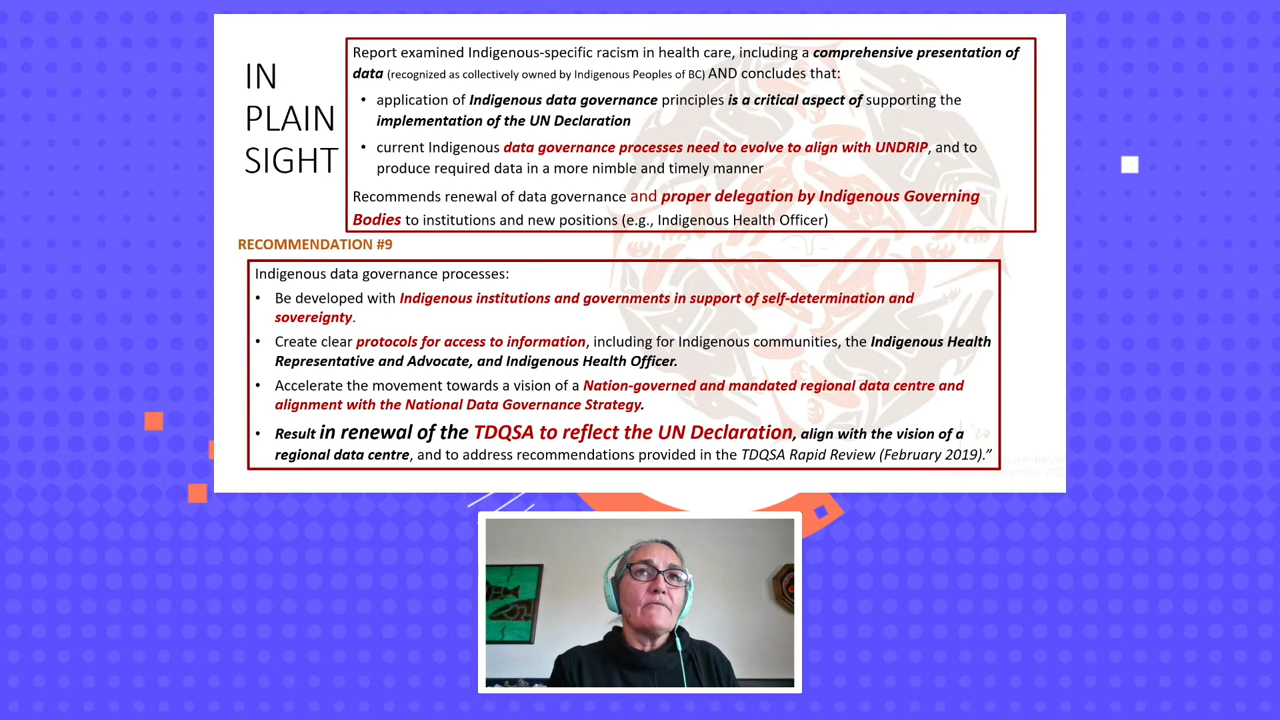 IN
PLAIN
SIGHT
Report examined Indigenous-specific racism in health care, including a comprehensive presentation of
data (recognized as collectively owned by Indigenous Peoples of BC) AND concludes that:
• application of Indigenous data governance principles is a critical aspect of supporting the
implementation of the UN Declaration
• current Indigenous data governance processes need to evolve to align with UNDRIP, and to
produce required data in a more nimble and timely manner
Recommends renewal of data governance and proper delegation by Indigenous Governing
Bodies to institutions and new positions (e.g., Indigenous Health Officer)
RECOMMENDATION #9
Indigenous data governance processes:
• Be developed with Indigenous institutions and governments in support of self-determination and
sovereignty.
• Create clear protocols for access to information, including for Indigenous communities, the Indigenous Health
Representative and Advocate, and Indigenous Health Officer.
• Accelerate the movement towards a vision of a Nation-governed and mandated regional data centre and
alignment with the National Data Governance Strategy.
• Result in renewal of the TDQSA to reflect the UN Declaration, align with the vision of a
regional data centre, and to address recommendations provided in the TDQSA Rapid Review (February 2019).”